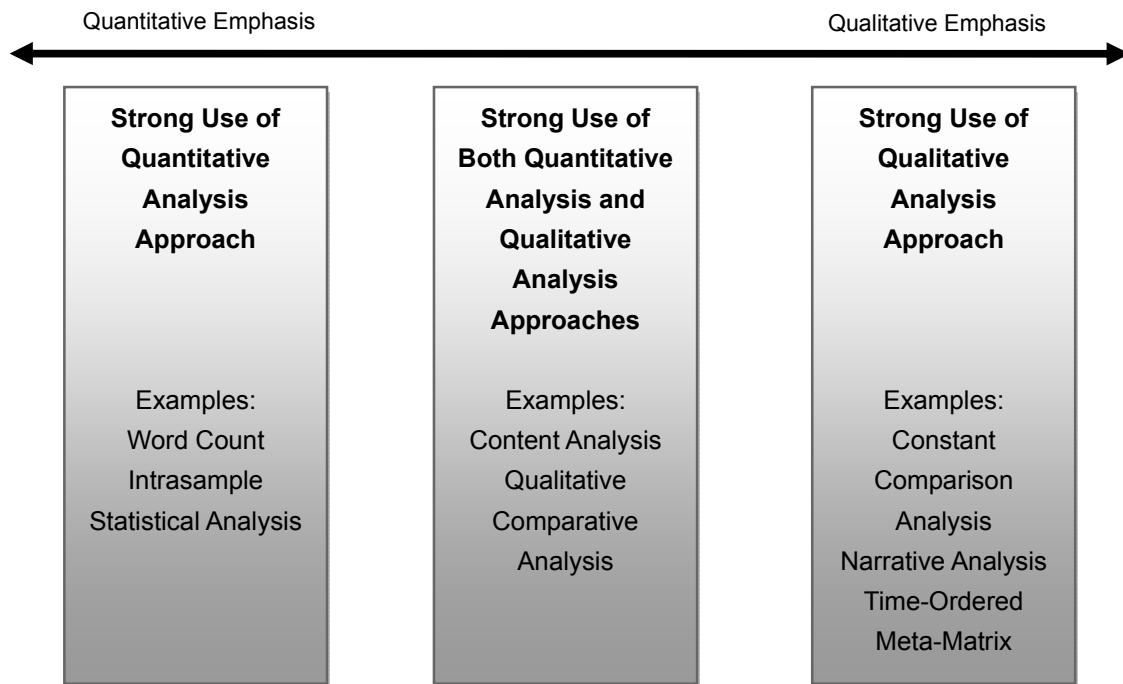 Quantitative Emphasis
Qualitative Emphasis
Strong Use of
Quantitative
Analysis
Approach
Examples:
Word Count
Intrasample
Statistical Analysis
Strong Use of
Both Quantitative
Analysis and
Qualitative
Analysis
Approaches
Examples:
Content Analysis
Qualitative
Comparative
Analysis
Strong Use of
Qualitative
Analysis
Approach
Examples:
Constant
Comparison
Analysis
Narrative Analysis
Time-Ordered
Meta-Matrix